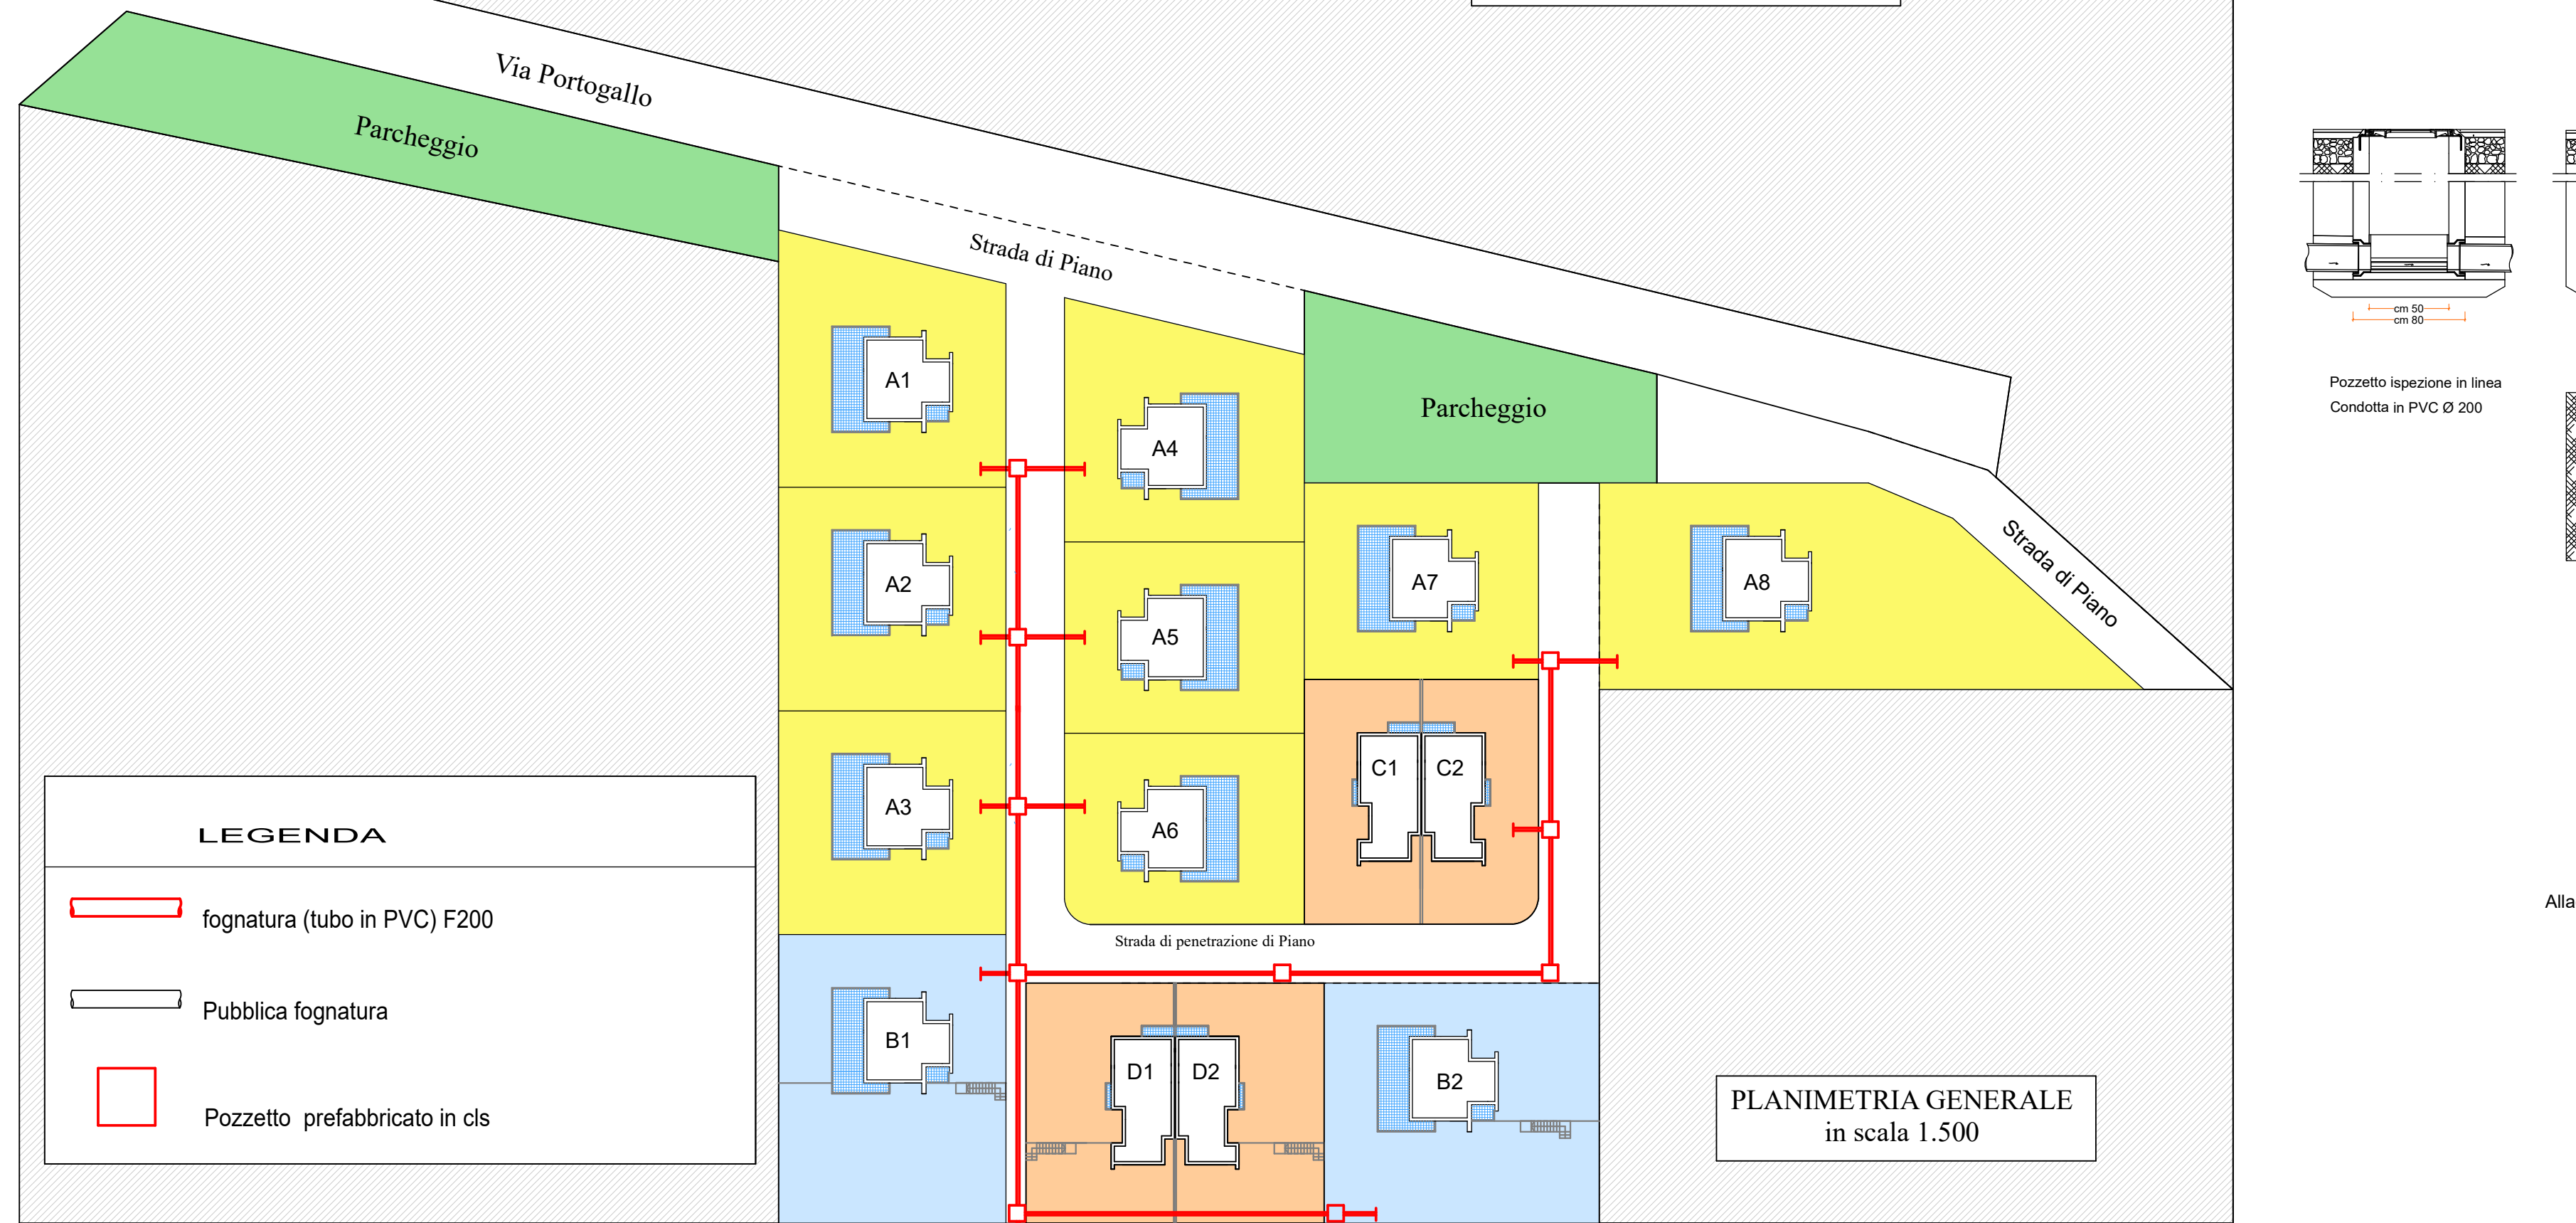 Via Portogallo
Parcheggio
Strada di Piano
cm 50
cm 80
Pozzetto ispezione in linea
Condotta in PVC Ø 200
A1
A4
Parcheggio
A2
A5
A7
A8
Strada di Piano
A3
A6
C1
C2
LEGENDA
fognatura (tubo in PVC) F200
Pubblica fognatura
Pozzetto prefabbricato in cls
Alla
Strada di penetrazione di Piano
B1
D1
D2
B2
PLANIMETRIA GENERALE
in scala 1.500